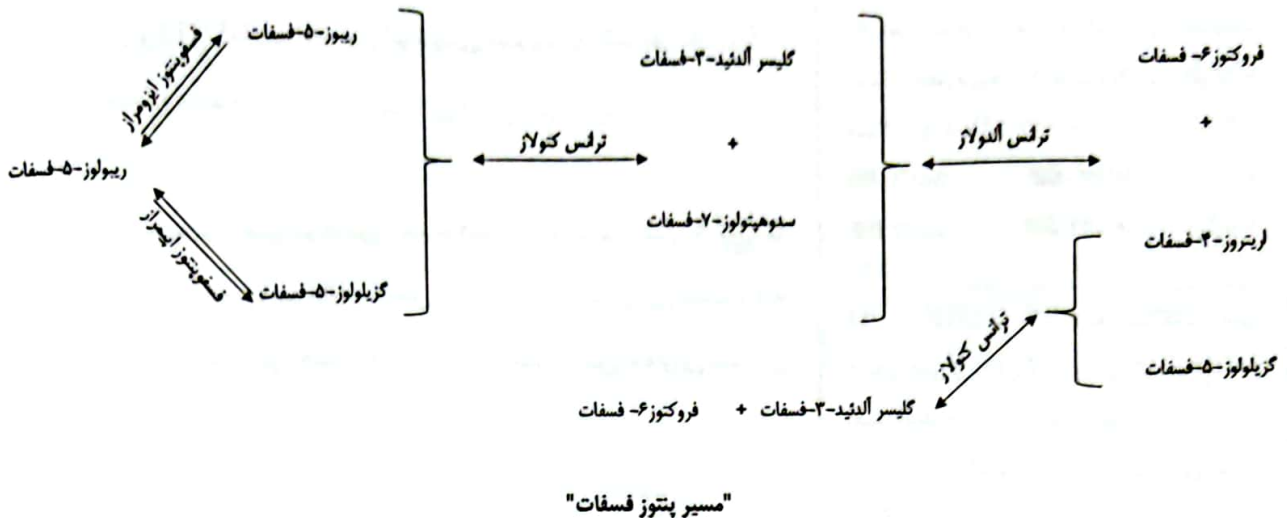 ریبوز-۵-فسفات
فسفوپنتوز ایزومراز
ریبولوز-۵-فسفات
فسفوپنتوز اپیمراز
گزیلولوز-۵-فسفات
ترانس کتولاز
گلیسر آلدئید-۳-فسفات
+
سدوهپتولوز-۷-فسفات
ترانس آلدولاز
فروکتوز۶- فسفات
+
اریتروز-۴-فسفات
گزیلولوز-۵-فسفات
ترانس کتولاز
گلیسر آلدئید-۳-فسفات + فروکتوز۶- فسفات
"مسیر پنتوز فسفات"